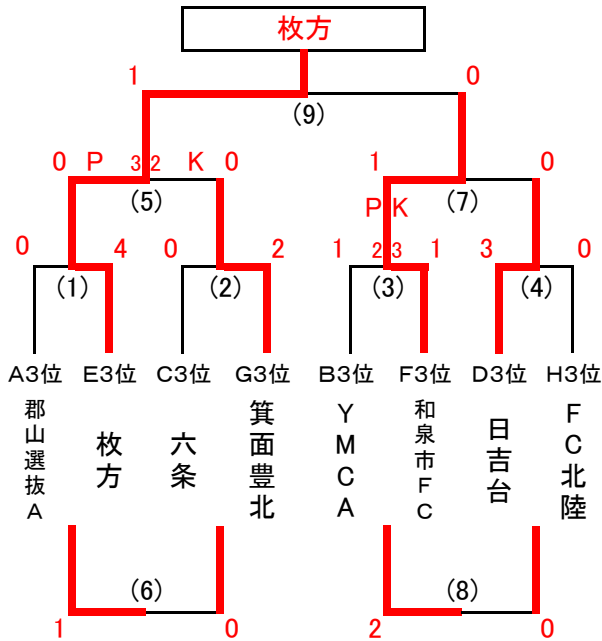 枚方
1 0
(9)
0 P 3 2 K 0 1 0
(5) (7)
P K
0 4 0 2 1 2 3 1 3 0
(1) (2) (3) (4)
A3位 E3位 C3位 G3位 B3位 F3位 D3位 H3位
郡山選抜A
枚方
六条
箕面豊北
YMCA
和泉市FC
日吉台
FC北陸
(6) (8)
1 0 2 0